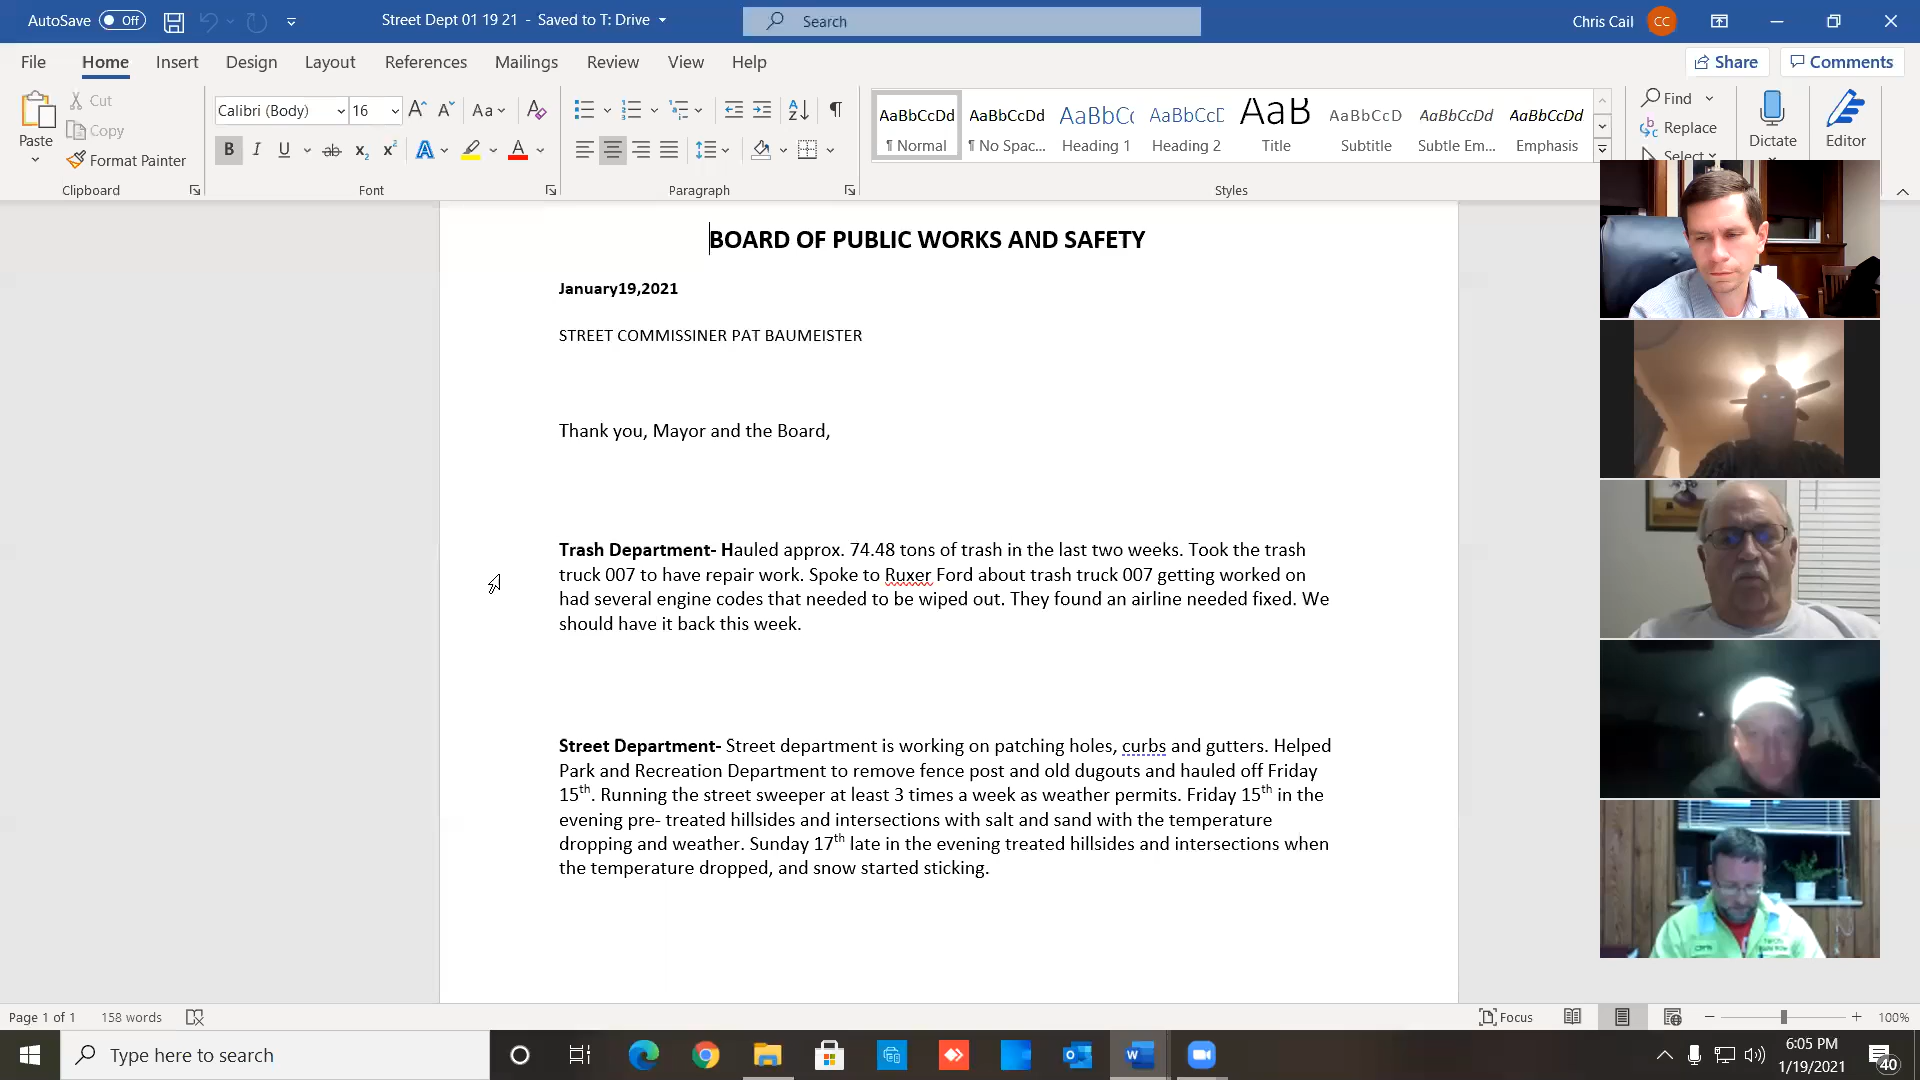 AutoSave Off Street Dept 01 19 21 - Saved to T: Drive Search Chris Cail CC
File Home Insert Design Layout References Mailings Review View Help Share Comments
Paste Cut Copy Format Painter
Clipboard
Calibri (Body) 16 Aa
B I U ab x2 x2 A A
Font
Paragraph
AaBbCcDd AaBbCcDd AaBbCc AaBbCcD AaB AaBbCcD AaBbCcDd AaBbCcDd
¶ Normal ¶ No Spac... Heading 1 Heading 2 Title Subtitle Subtle Em... Emphasis
Styles
Find
Replace
Select
Dictate
Editor
BOARD OF PUBLIC WORKS AND SAFETY
January19,2021
STREET COMMISSINER PAT BAUMEISTER
Thank you, Mayor and the Board,
Trash Department- Hauled approx. 74.48 tons of trash in the last two weeks. Took the trash
truck 007 to have repair work. Spoke to Ruxer Ford about trash truck 007 getting worked on
had several engine codes that needed to be wiped out. They found an airline needed fixed. We
should have it back this week.
Street Department- Street department is working on patching holes, curbs and gutters. Helped
Park and Recreation Department to remove fence post and old dugouts and hauled off Friday
15th. Running the street sweeper at least 3 times a week as weather permits. Friday 15th in the
evening pre- treated hillsides and intersections with salt and sand with the temperature
dropping and weather. Sunday 17th late in the evening treated hillsides and intersections when
the temperature dropped, and snow started sticking.
Page 1 of 1 158 words Focus 100%
Type here to search
6:05 PM
1/19/2021
40